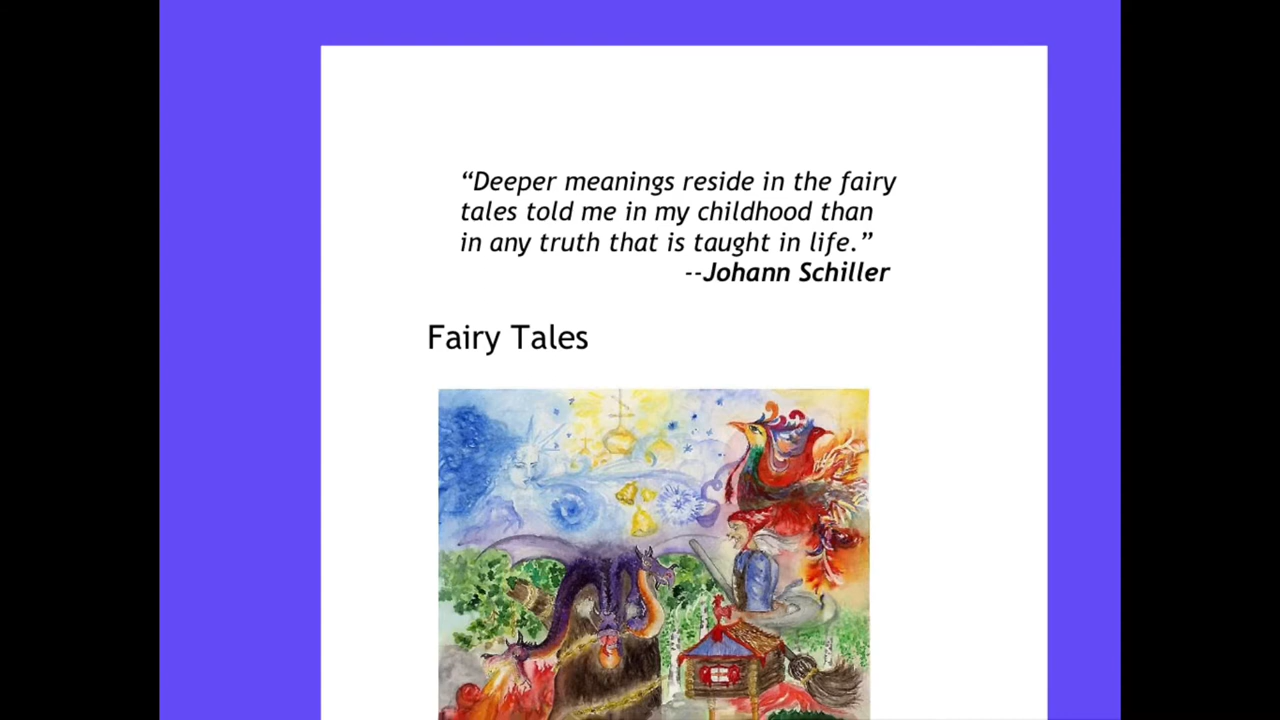 “Deeper meanings reside in the fairy
tales told me in my childhood than
in any truth that is taught in life.”
--Johann Schiller
Fairy Tales